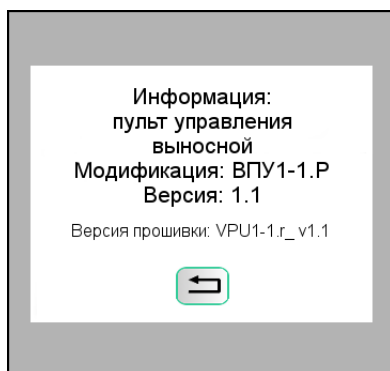 Информация:
пульт управления
выносной
Модификация: ВПУ1-1.Р
Версия: 1.1
Версия прошивки: VPU1-1.r_ v1.1